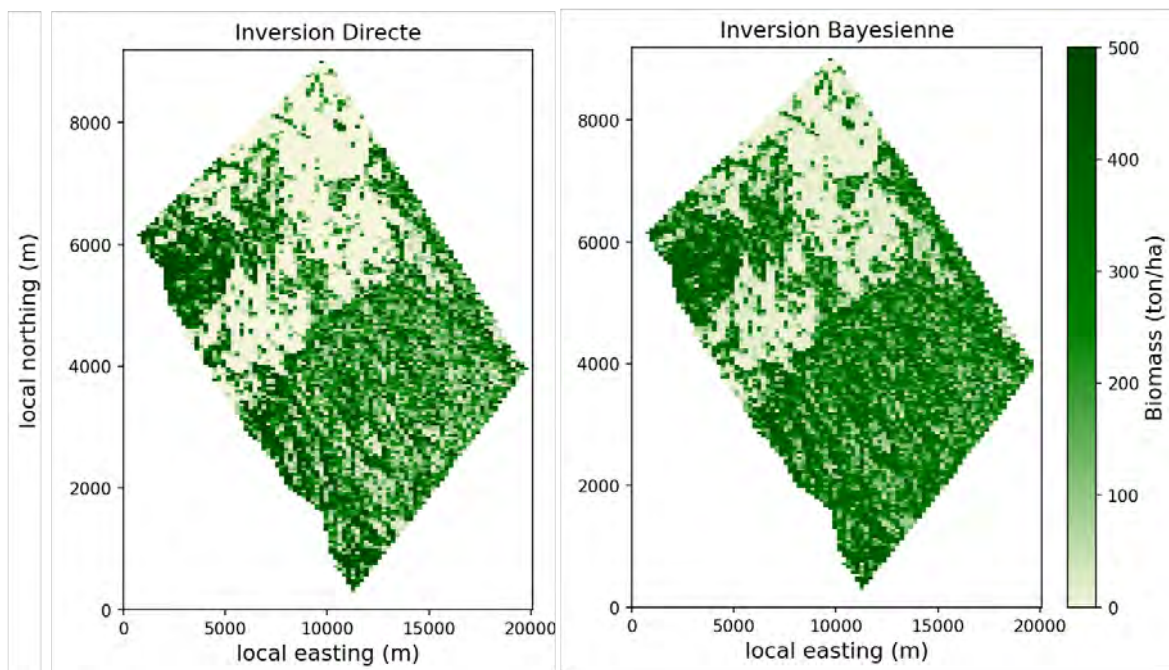 Inversion Directe
local northing (m)
8000
6000
4000
2000
0
0 5000 10000 15000 20000
local easting (m)
Inversion Bayesienne
8000
6000
4000
2000
0
0 5000 10000 15000 20000
local easting (m)
500
400
300
200
100
0
Biomass (ton/ha)